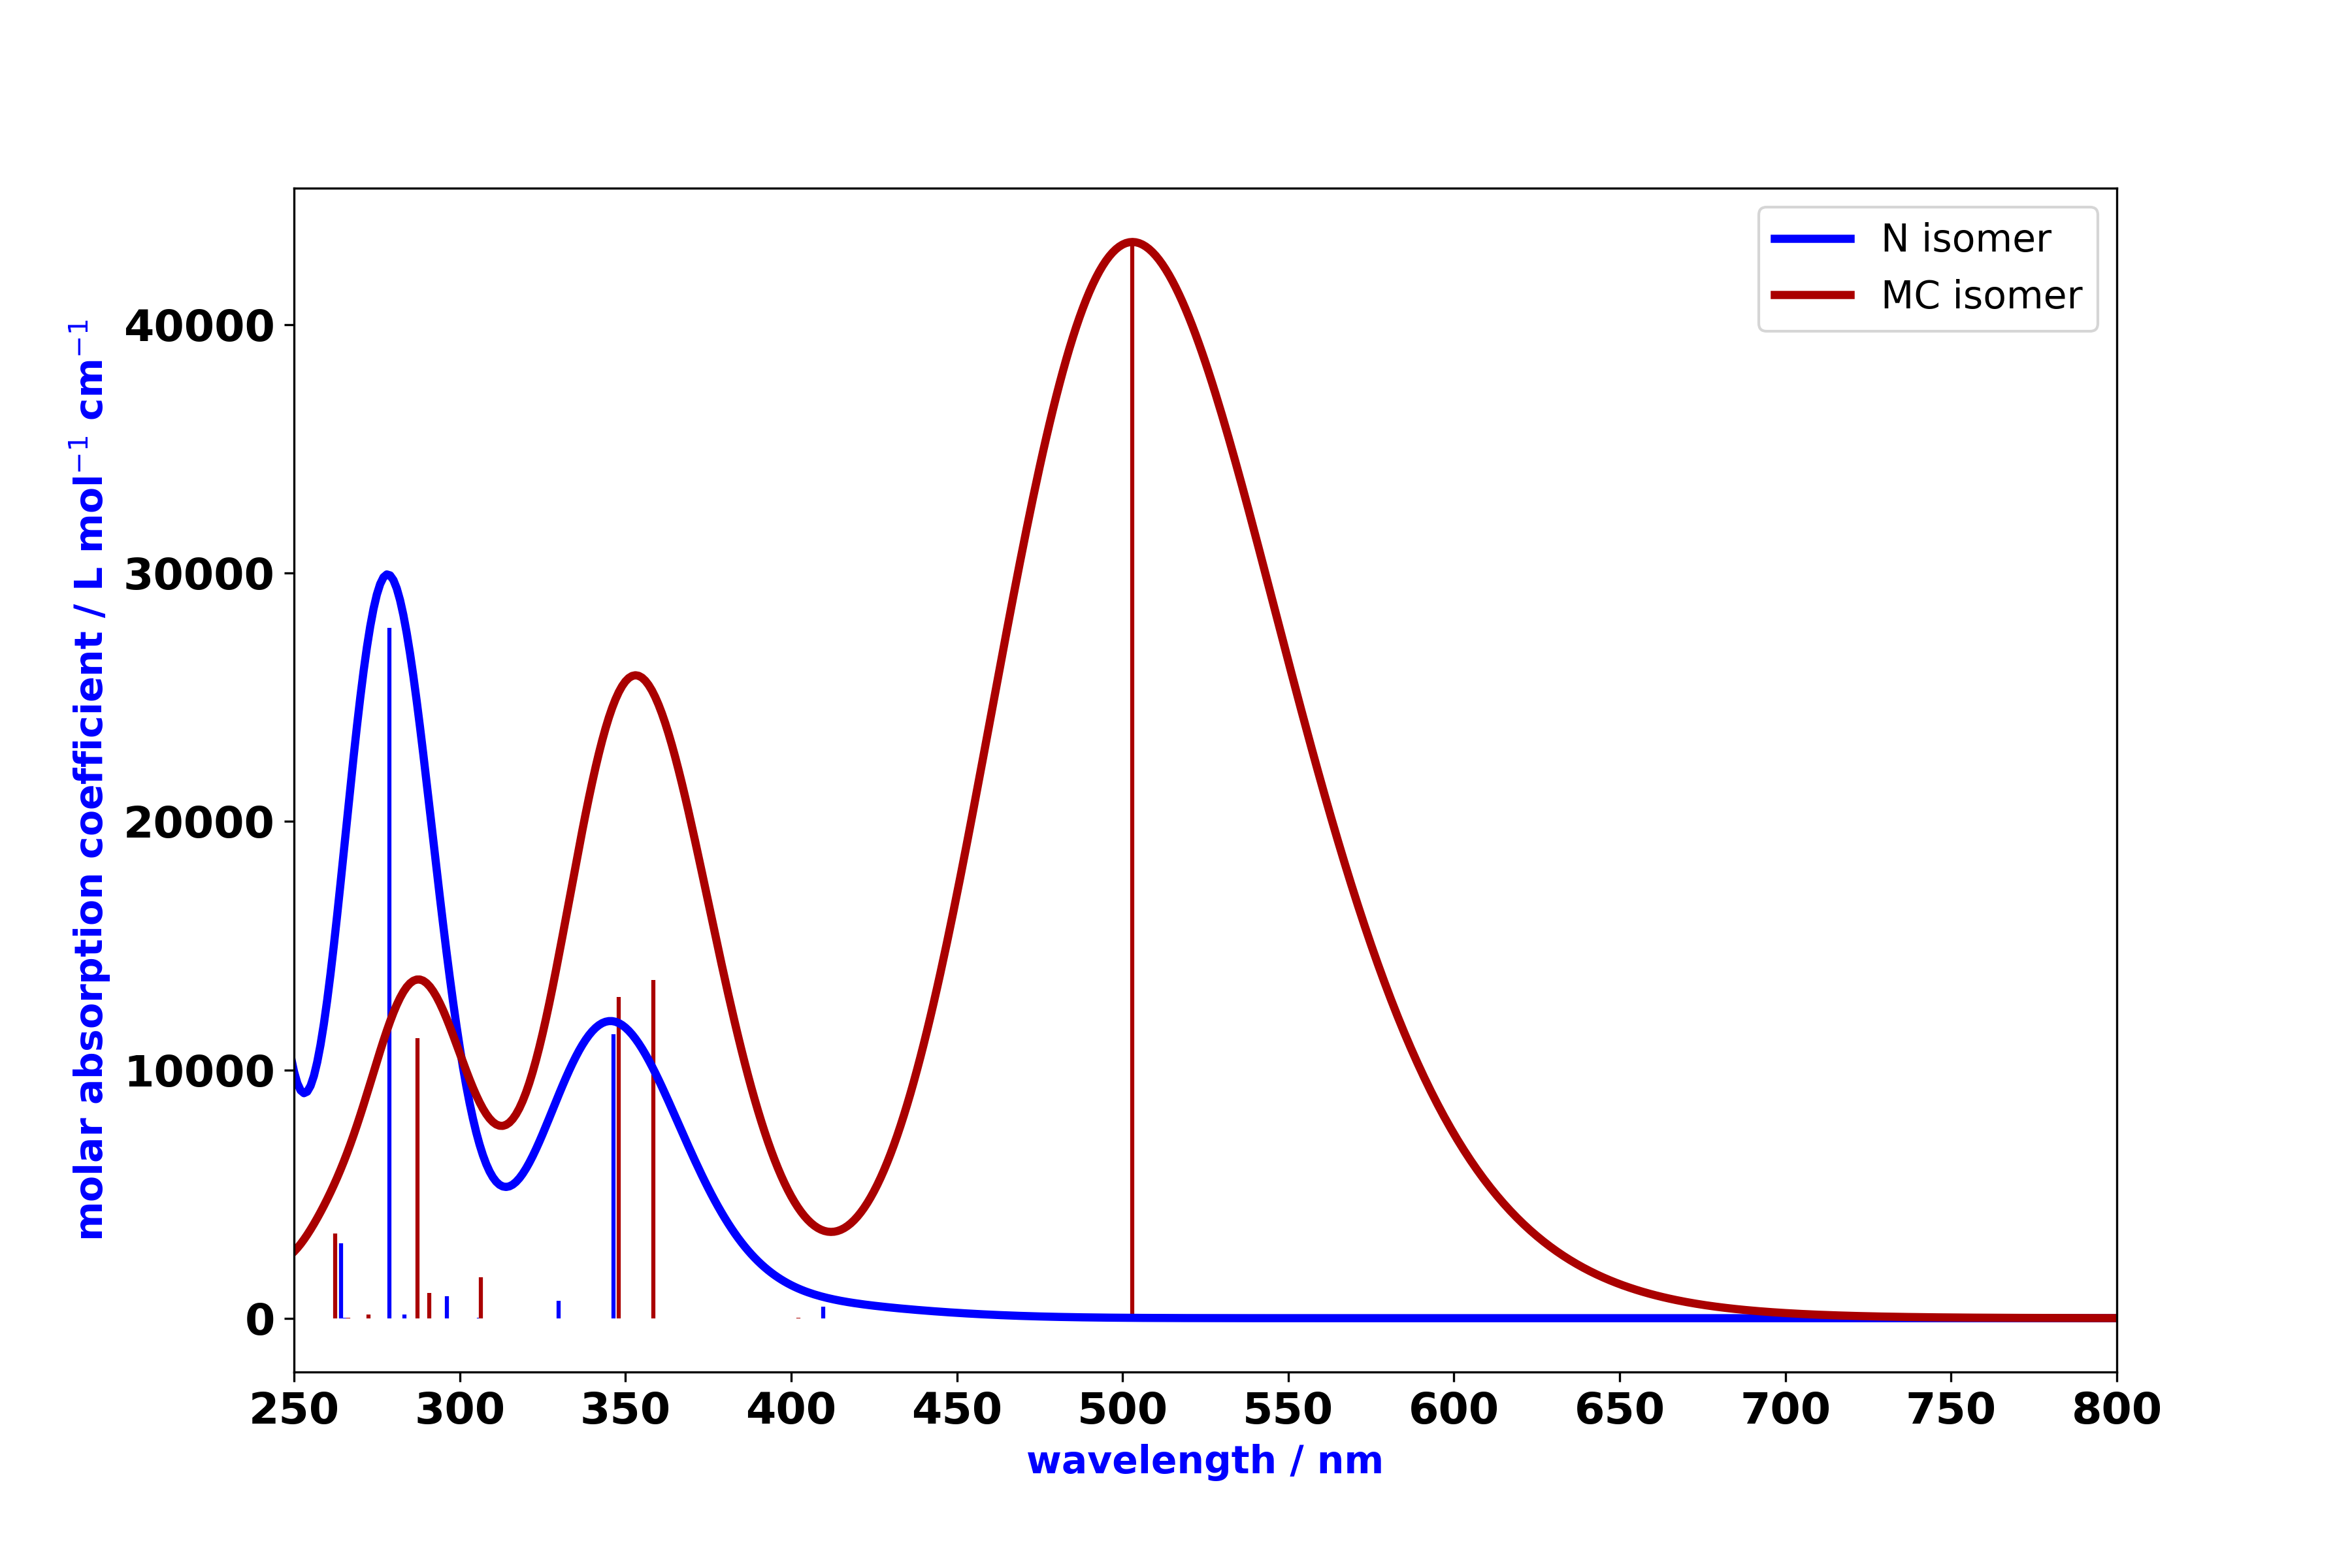 N isomer
MC isomer
molar absorption coefficient / L mol⁻¹ cm⁻¹
40000
30000
20000
10000
0
250 300 350 400 450 500 550 600 650 700 750 800
wavelength / nm